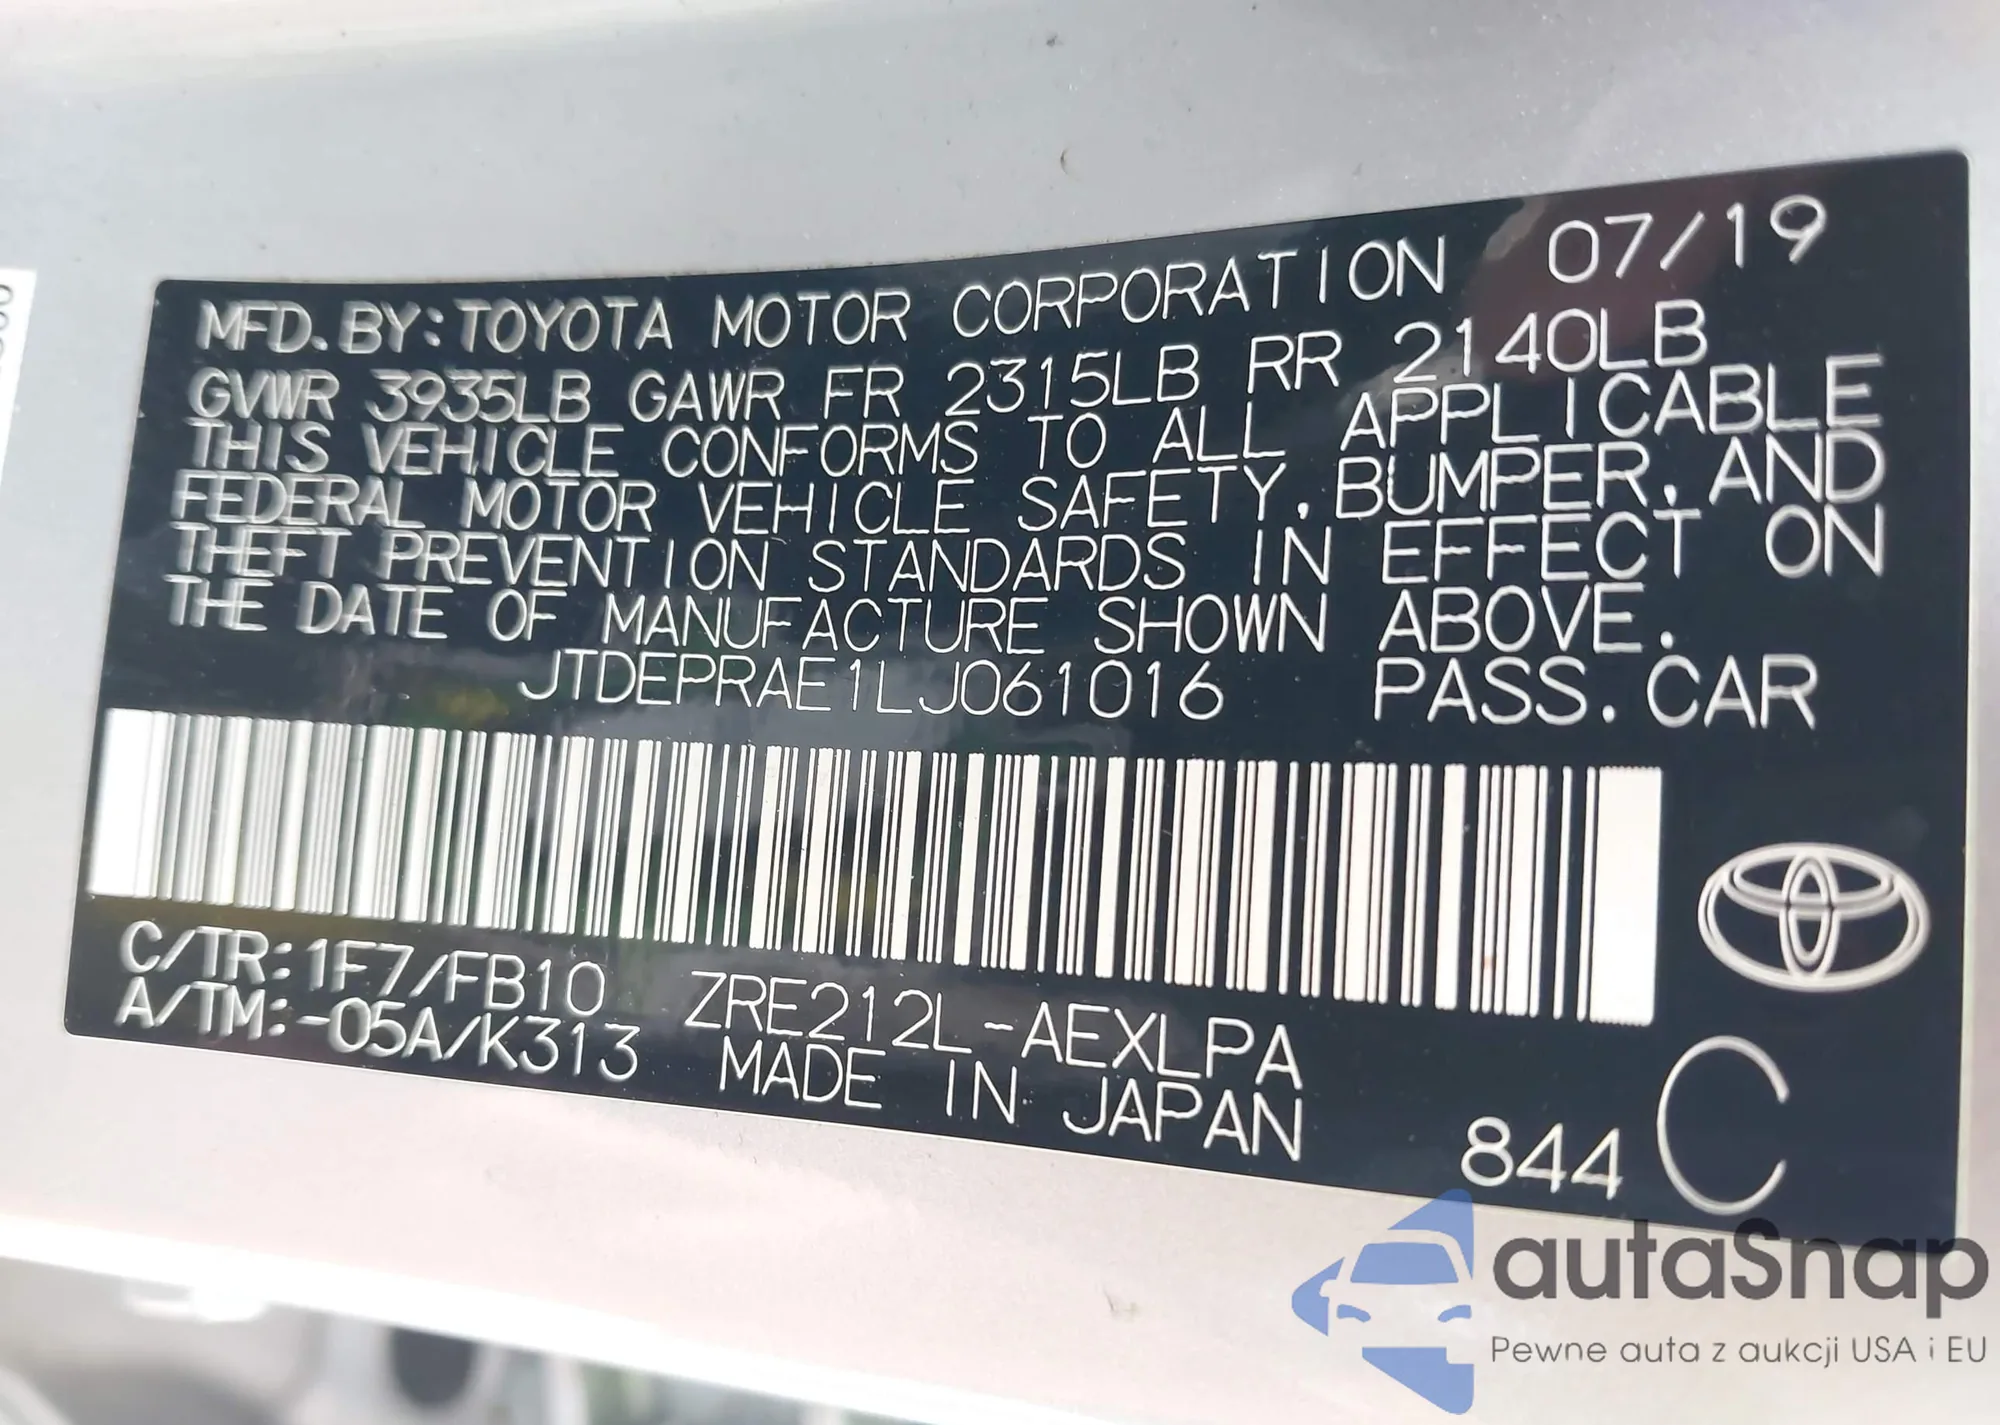 MFD. BY: TOYOTA MOTOR CORPORATION 07/19
GVWR 3935LB GAWR FR 2315LB RR 2140LB
THIS VEHICLE CONFORMS TO ALL APPLICABLE
FEDERAL MOTOR VEHICLE SAFETY, BUMPER, AND
THEFT PREVENTION STANDARDS IN EFFECT ON
THE DATE OF MANUFACTURE SHOWN ABOVE.
JTDEPRAE1LJ061016 PASS. CAR
C/TR: 1F7/FB10 ZRE212L-AEXLPA
A/TM: -05A/K313 MADE IN JAPAN
844 C
autaSnap
Pewne auta z aukcji USA i EU